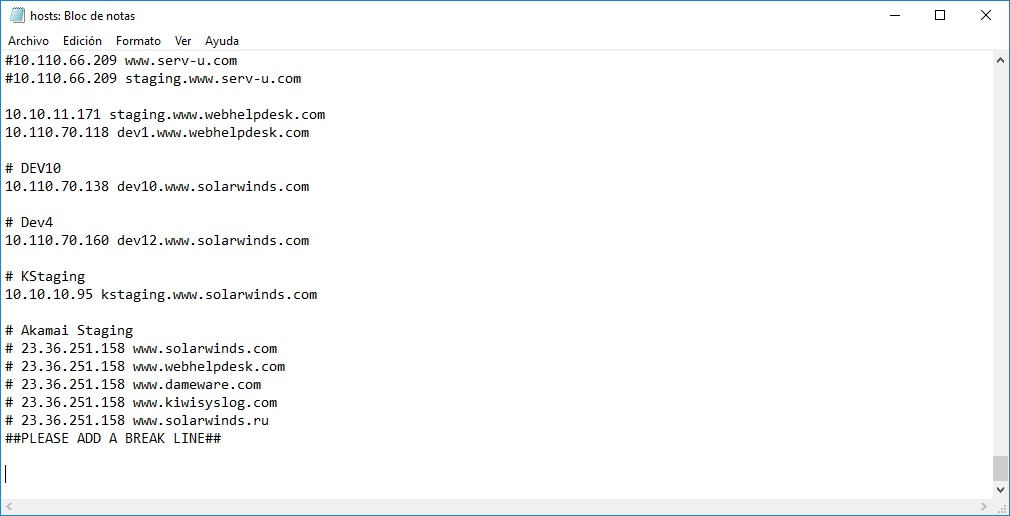 hosts: Bloc de notas
Archivo Edición Formato Ver Ayuda
#10.110.66.209 www.serv-u.com
#10.110.66.209 staging.www.serv-u.com
10.10.11.171 staging.www.webhelpdesk.com
10.110.70.118 dev1.www.webhelpdesk.com
# DEV10
10.110.70.138 dev10.www.solarwinds.com
# Dev4
10.110.70.160 dev12.www.solarwinds.com
# KStaging
10.10.10.95 kstaging.www.solarwinds.com
# Akamai Staging
# 23.36.251.158 www.solarwinds.com
# 23.36.251.158 www.webhelpdesk.com
# 23.36.251.158 www.dameware.com
# 23.36.251.158 www.kiwisyslog.com
# 23.36.251.158 www.solarwinds.ru
##PLEASE ADD A BREAK LINE##